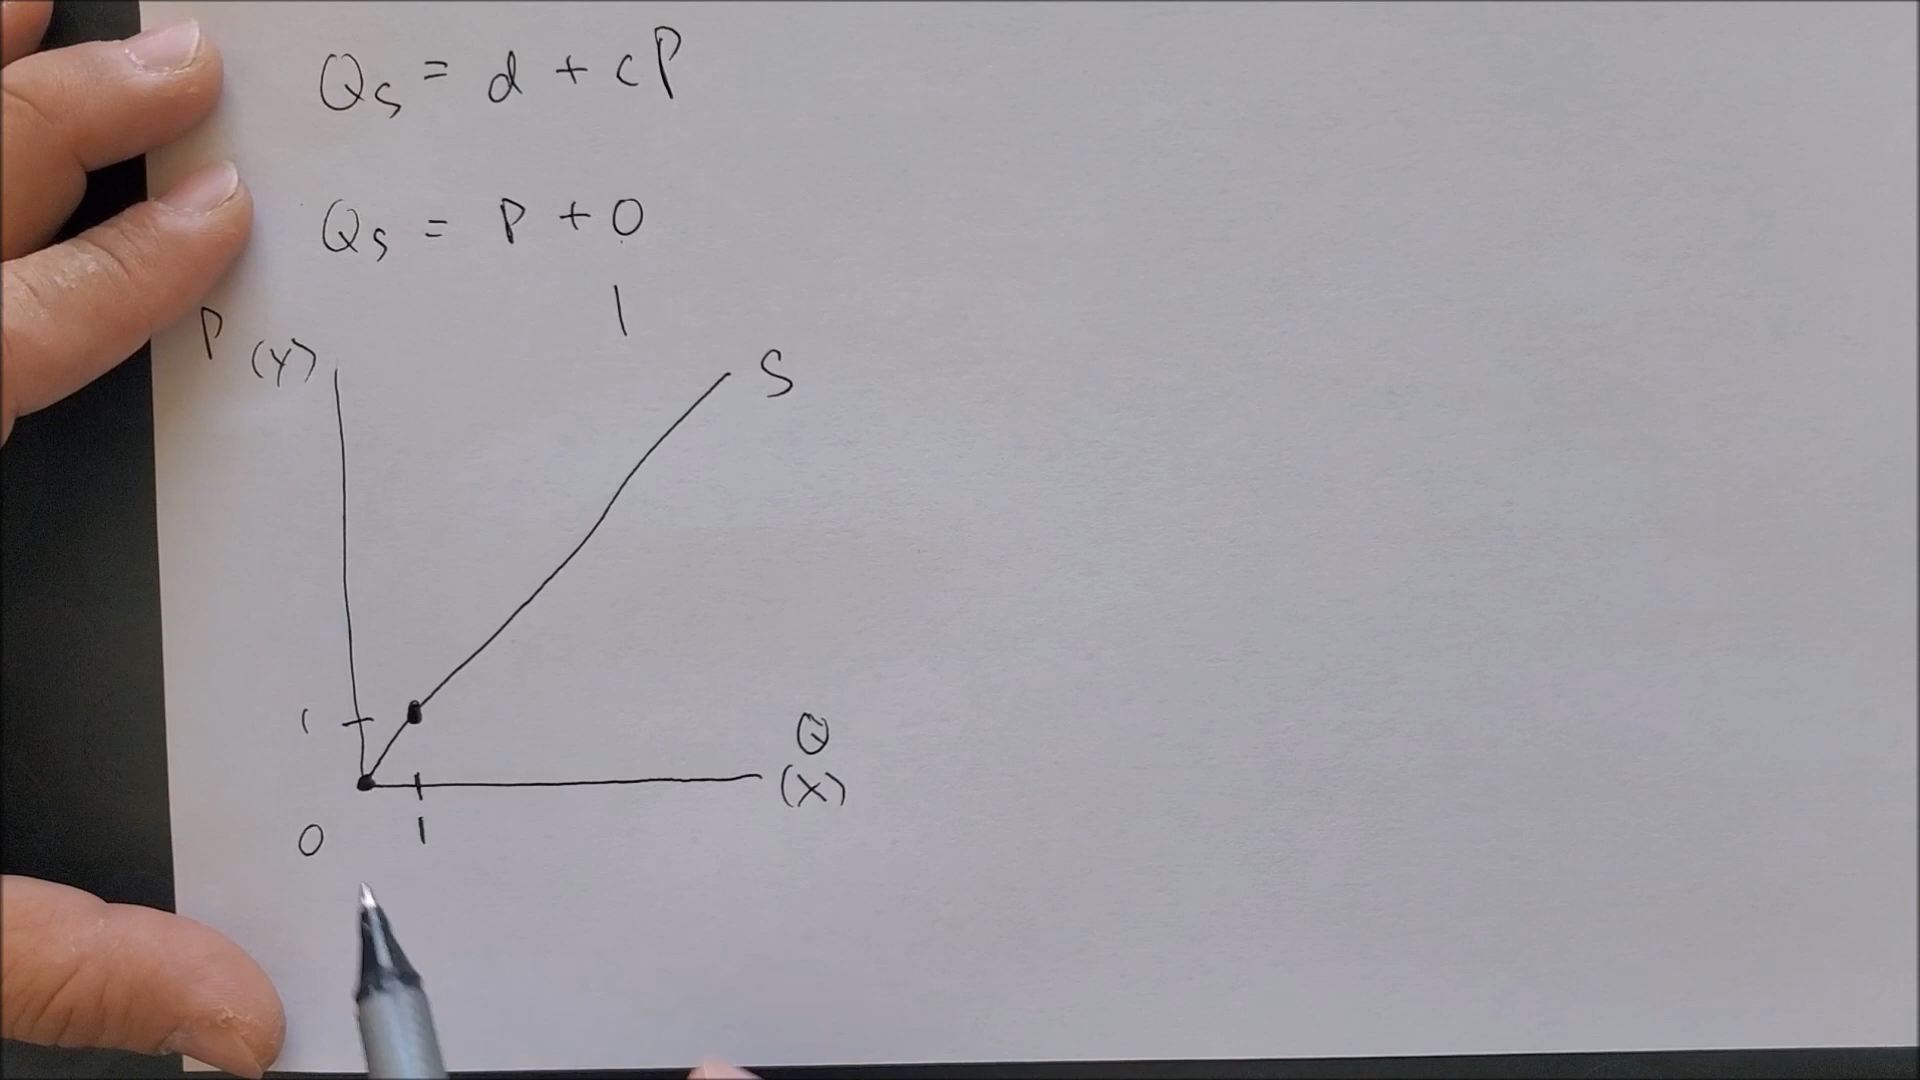 Qs = d + cP
Qs = P + 0
1
P (Y)
S
1
Q
(X)
0 1